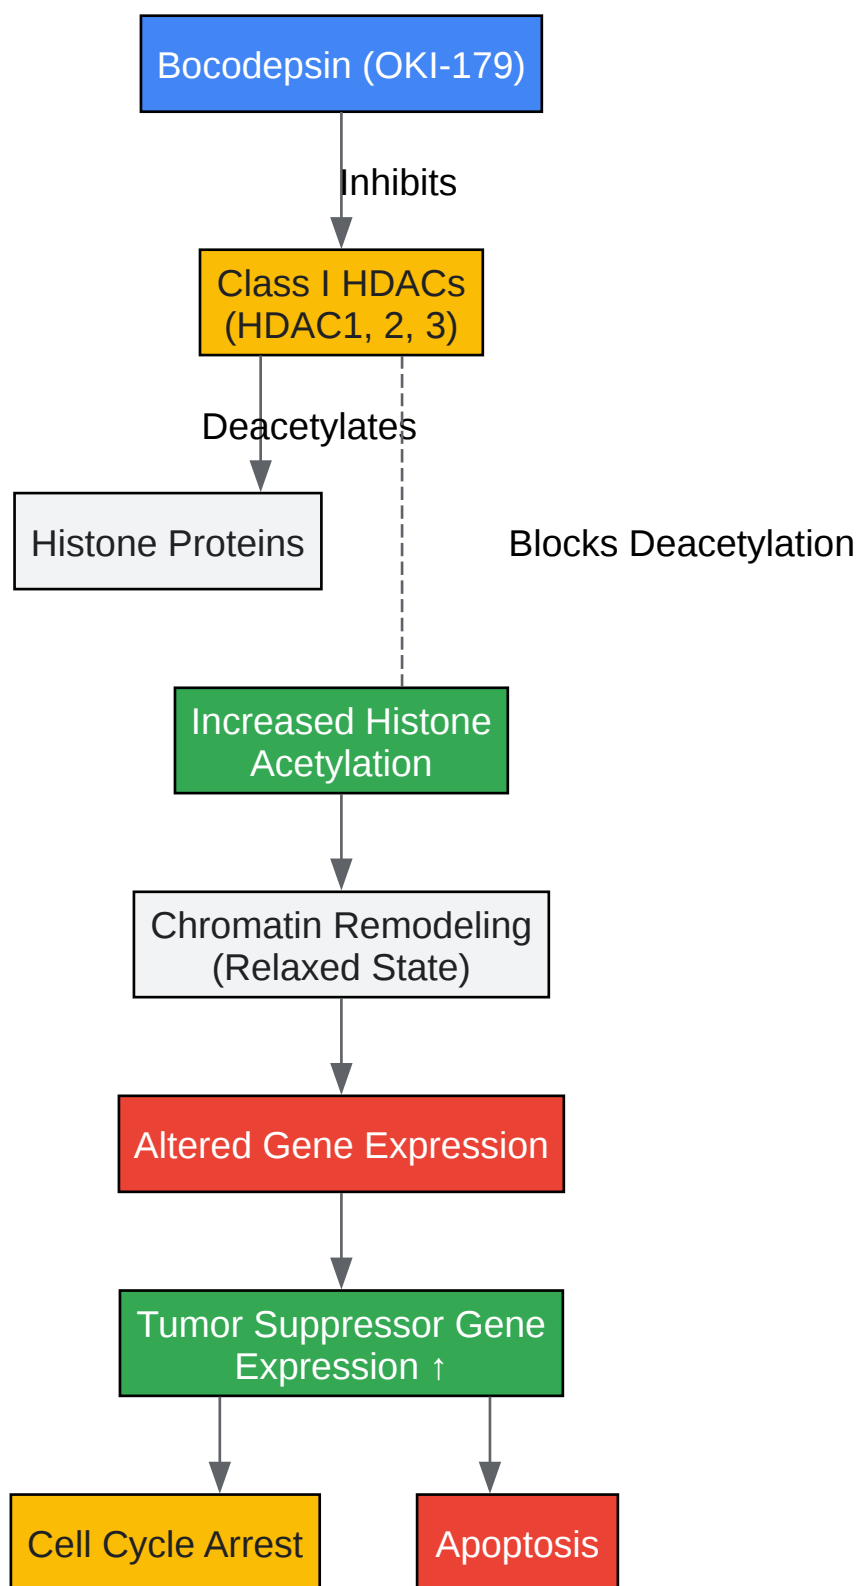 Bocodepsin (OKI-179)
Inhibits
Class I HDACs
(HDAC1, 2, 3)
Deacetylates
Histone Proteins
Blocks Deacetylation
Increased Histone
Acetylation
Chromatin Remodeling
(Relaxed State)
Altered Gene Expression
Tumor Suppressor Gene
Expression ↑
Cell Cycle Arrest
Apoptosis